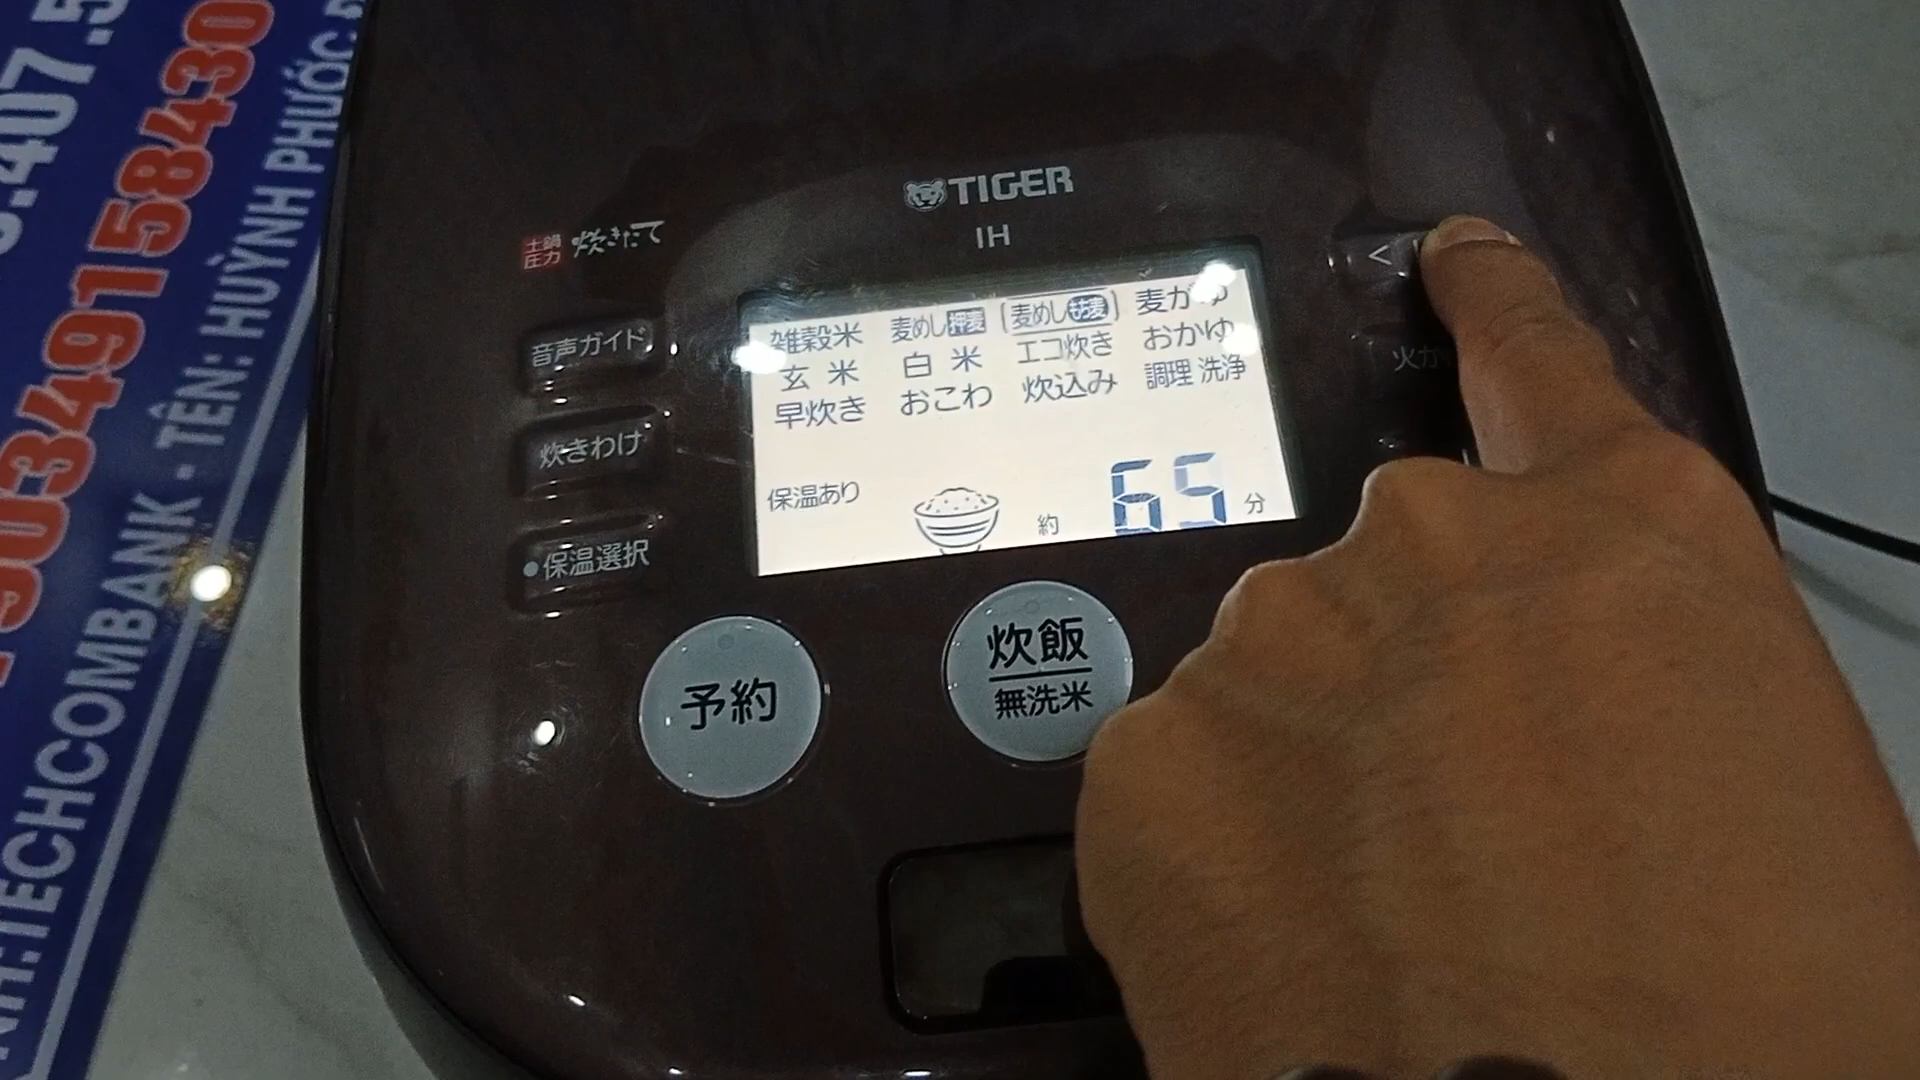 TIGER
IH
土鍋
圧力
炊きたて
音声ガイド
炊きわけ
保温選択
雑穀米 麦めし押麦 麦めしもち麦 麦がゆ
玄米 白米 エコ炊き おかゆ
早炊き おこわ 炊込み 調理 洗浄
保温あり 約 65 分
<
予約
炊飯
無洗米
0349158430
TECHCOMBANK - TÊN: HUỲNH PHƯỚC